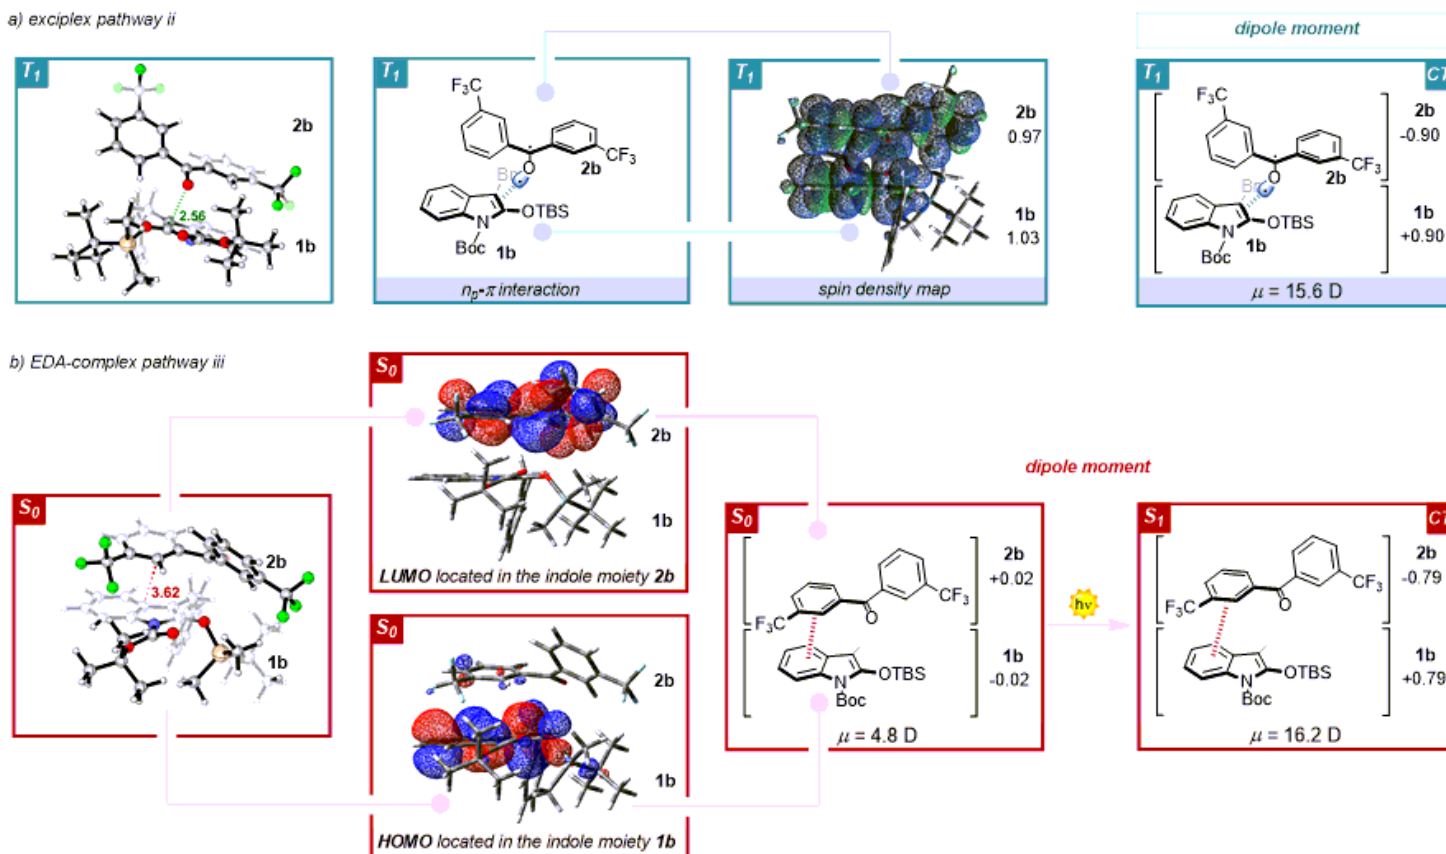 a) exciplex pathway ii
dipole moment
T1
2b
2.56
1b
T1
F3C
CF3
2b
O
Br
OTBS
N
Boc
1b
np-π interaction
T1
2b
0.97
1b
1.03
spin density map
T1
CT
F3C
CF3
2b
O
Br
OTBS
N
Boc
1b
2b
-0.90
1b
+0.90
μ = 15.6 D
b) EDA-complex pathway iii
S0
2b
1b
LUMO located in the indole moiety 2b
S0
2b
3.62
1b
S0
2b
1b
HOMO located in the indole moiety 1b
dipole moment
S0
F3C
O
CF3
OTBS
N
Boc
2b
+0.02
1b
-0.02
μ = 4.8 D
hν
S1
CT
F3C
O
CF3
OTBS
N
Boc
2b
-0.79
1b
+0.79
μ = 16.2 D